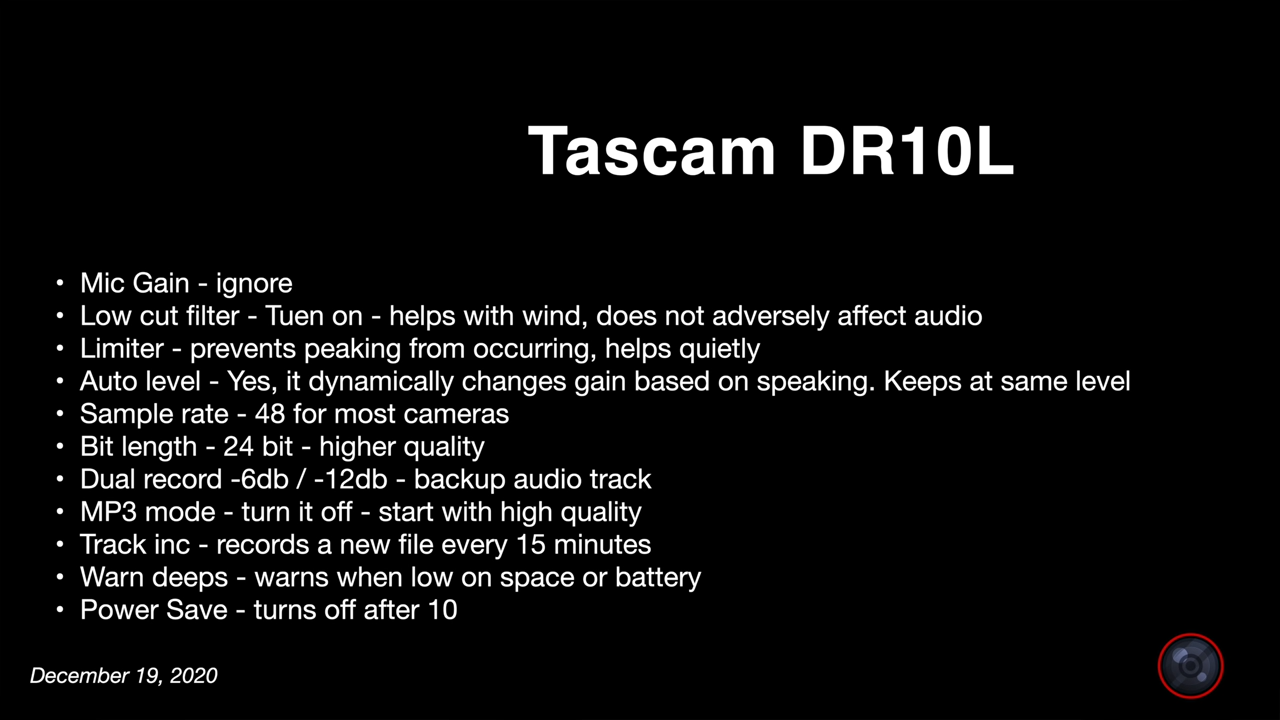 Tascam DR10L
• Mic Gain - ignore
• Low cut filter - Tuen on - helps with wind, does not adversely affect audio
• Limiter - prevents peaking from occurring, helps quietly
• Auto level - Yes, it dynamically changes gain based on speaking. Keeps at same level
• Sample rate - 48 for most cameras
• Bit length - 24 bit - higher quality
• Dual record -6db / -12db - backup audio track
• MP3 mode - turn it off - start with high quality
• Track inc - records a new file every 15 minutes
• Warn deeps - warns when low on space or battery
• Power Save - turns off after 10
December 19, 2020